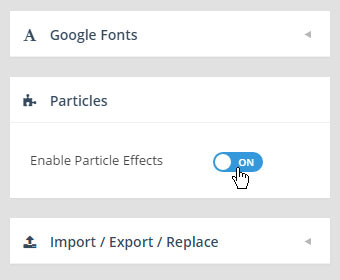 Google Fonts
Particles
Enable Particle Effects
ON
Import / Export / Replace